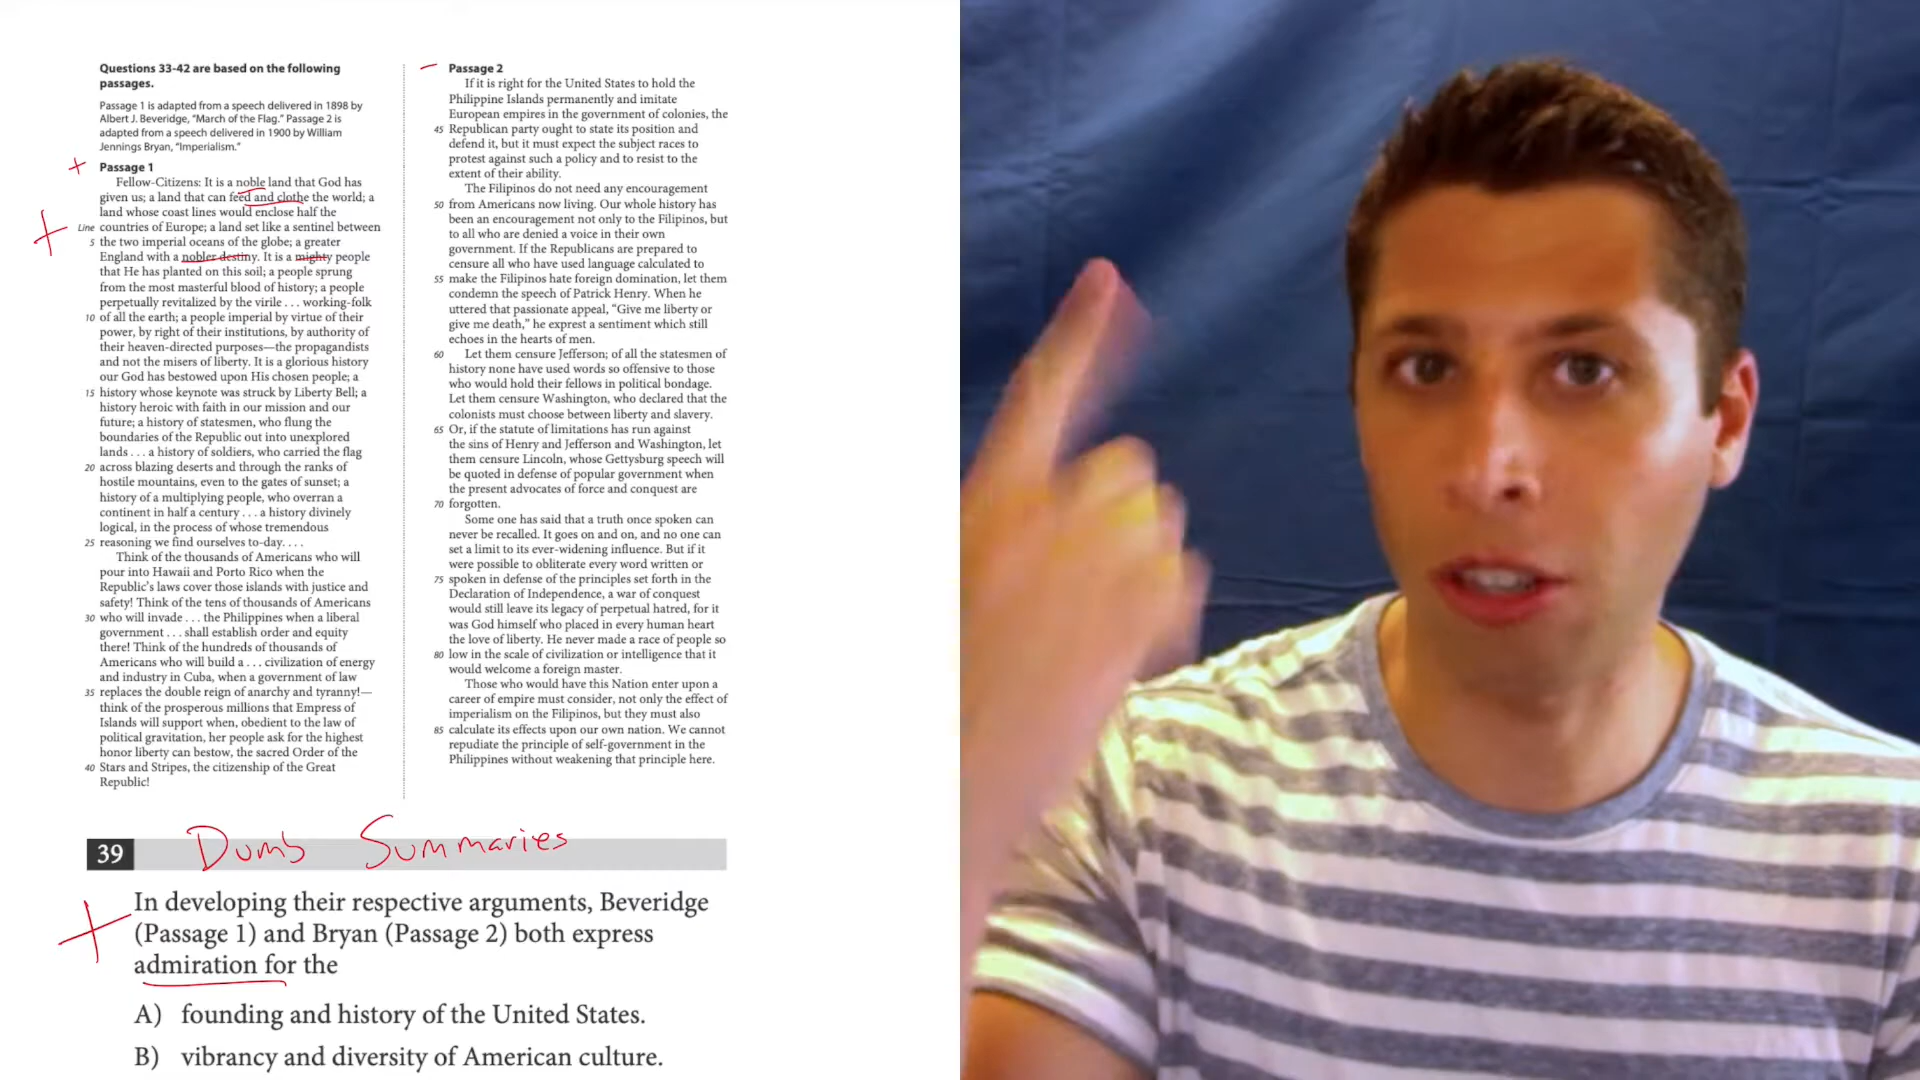 Questions 33-42 are based on the following
passages.
Passage 1 is adapted from a speech delivered in 1898 by
Albert J. Beveridge, “March of the Flag.” Passage 2 is
adapted from a speech delivered in 1900 by William
Jennings Bryan, “Imperialism.”
+
Passage 1
Fellow-Citizens: It is a noble land that God has
given us; a land that can feed and clothe the world; a
land whose coast lines would enclose half the
+
Line countries of Europe; a land set like a sentinel between
5 the two imperial oceans of the globe; a greater
England with a nobler destiny. It is a mighty people
that He has planted on this soil; a people sprung
from the most masterful blood of history; a people
perpetually revitalized by the virile . . . working-folk
10 of all the earth; a people imperial by virtue of their
power, by right of their institutions, by authority of
their heaven-directed purposes—the propagandists
and not the misers of liberty. It is a glorious history
our God has bestowed upon His chosen people; a
15 history whose keynote was struck by Liberty Bell; a
history heroic with faith in our mission and our
future; a history of statesmen, who flung the
boundaries of the Republic out into unexplored
lands . . . a history of soldiers, who carried the flag
20 across blazing deserts and through the ranks of
hostile mountains, even to the gates of sunset; a
history of a multiplying people, who overran a
continent in half a century . . . a history divinely
logical, in the process of whose tremendous
25 reasoning we find ourselves to-day. . . .
Think of the thousands of Americans who will
pour into Hawaii and Porto Rico when the
Republic’s laws cover those islands with justice and
safety! Think of the tens of thousands of Americans
30 who will invade . . . the Philippines when a liberal
government . . . shall establish order and equity
there! Think of the hundreds of thousands of
Americans who will build a . . . civilization of energy
and industry in Cuba, when a government of law
35 replaces the double reign of anarchy and tyranny!—
think of the prosperous millions that Empress of
Islands will support when, obedient to the law of
political gravitation, her people ask for the highest
honor liberty can bestow, the sacred Order of the
40 Stars and Stripes, the citizenship of the Great
Republic!
–
Passage 2
If it is right for the United States to hold the
Philippine Islands permanently and imitate
European empires in the government of colonies, the
45 Republican party ought to state its position and
defend it, but it must expect the subject races to
protest against such a policy and to resist to the
extent of their ability.
The Filipinos do not need any encouragement
50 from Americans now living. Our whole history has
been an encouragement not only to the Filipinos, but
to all who are denied a voice in their own
government. If the Republicans are prepared to
censure all who have used language calculated to
55 make the Filipinos hate foreign domination, let them
condemn the speech of Patrick Henry. When he
uttered that passionate appeal, “Give me liberty or
give me death,” he exprest a sentiment which still
echoes in the hearts of men.
60 Let them censure Jefferson; of all the statesmen of
history none have used words so offensive to those
who would hold their fellows in political bondage.
Let them censure Washington, who declared that the
colonists must choose between liberty and slavery.
65 Or, if the statute of limitations has run against
the sins of Henry and Jefferson and Washington, let
them censure Lincoln, whose Gettysburg speech will
be quoted in defense of popular government when
the present advocates of force and conquest are
70 forgotten.
Some one has said that a truth once spoken can
never be recalled. It goes on and on, and no one can
set a limit to its ever-widening influence. But if it
were possible to obliterate every word written or
75 spoken in defense of the principles set forth in the
Declaration of Independence, a war of conquest
would still leave its legacy of perpetual hatred, for it
was God himself who placed in every human heart
the love of liberty. He never made a race of people so
80 low in the scale of civilization or intelligence that it
would welcome a foreign master.
Those who would have this Nation enter upon a
career of empire must consider, not only the effect of
imperialism on the Filipinos, but they must also
85 calculate its effects upon our own nation. We cannot
repudiate the principle of self-government in the
Philippines without weakening that principle here.
39 Dumb Summaries
In developing their respective arguments, Beveridge
+ (Passage 1) and Bryan (Passage 2) both express
admiration for the
A) founding and history of the United States.
B) vibrancy and diversity of American culture.